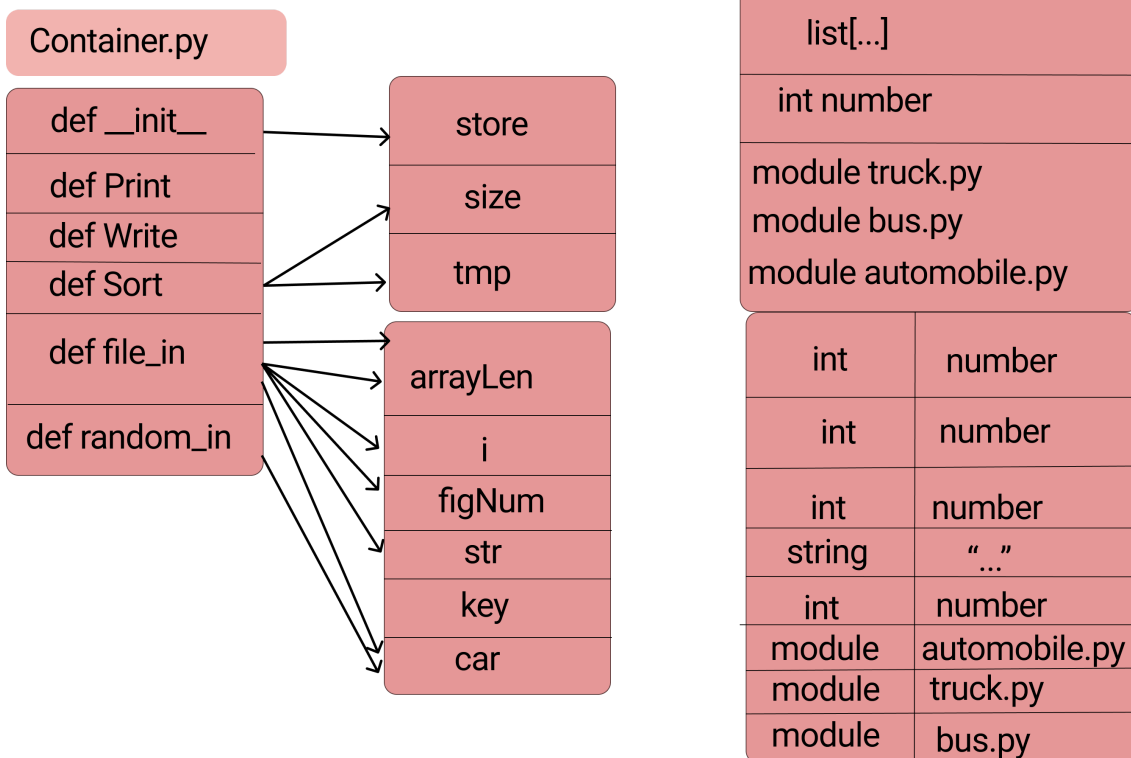 Container.py
def __init__
def Print
def Write
def Sort
def file_in
def random_in
store
size
tmp
arrayLen
i
figNum
str
key
car
list[...]
int number
module truck.py
module bus.py
module automobile.py
int number
int number
int number
string “...”
int number
module automobile.py
module truck.py
module bus.py